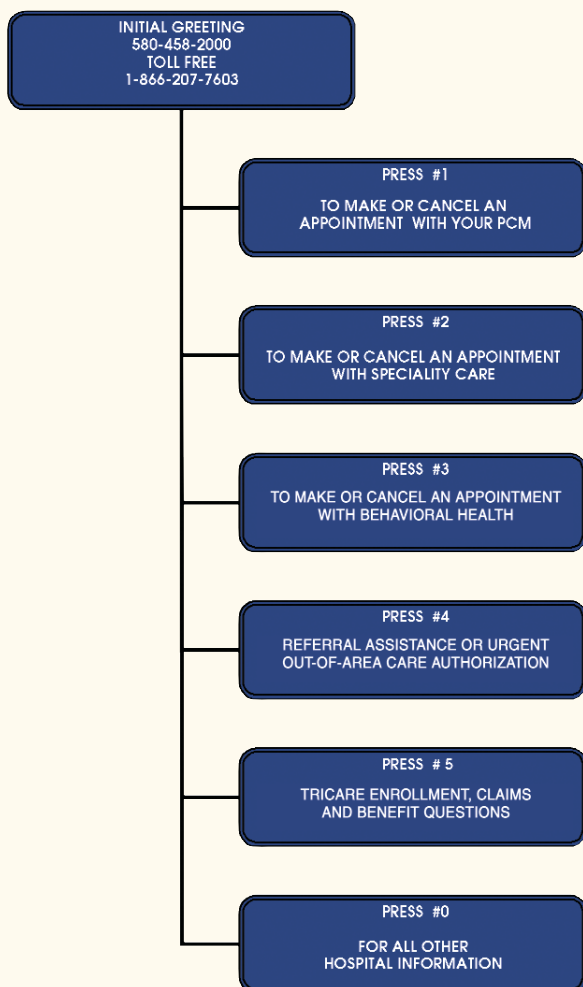 INITIAL GREETING
580-458-2000
TOLL FREE
1-866-207-7603
PRESS #1
TO MAKE OR CANCEL AN
APPOINTMENT WITH YOUR PCM
PRESS #2
TO MAKE OR CANCEL AN APPOINTMENT
WITH SPECIALITY CARE
PRESS #3
TO MAKE OR CANCEL AN APPOINTMENT
WITH BEHAVIORAL HEALTH
PRESS #4
REFERRAL ASSISTANCE OR URGENT
OUT-OF-AREA CARE AUTHORIZATION
PRESS # 5
TRICARE ENROLLMENT, CLAIMS
AND BENEFIT QUESTIONS
PRESS #0
FOR ALL OTHER
HOSPITAL INFORMATION